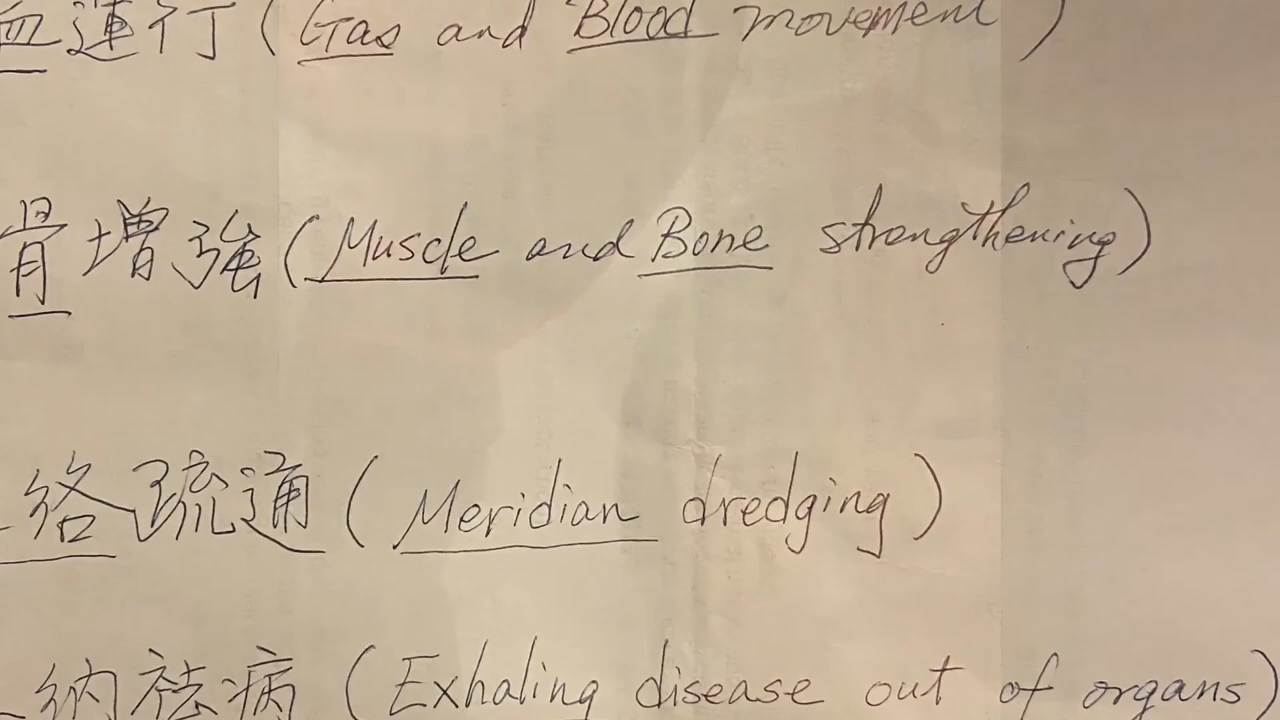 血運行 (Gas and Blood movement)
骨增強 (Muscle and Bone strengthening)
絡疏通 (Meridian dredging)
納祛病 (Exhaling disease out of organs)